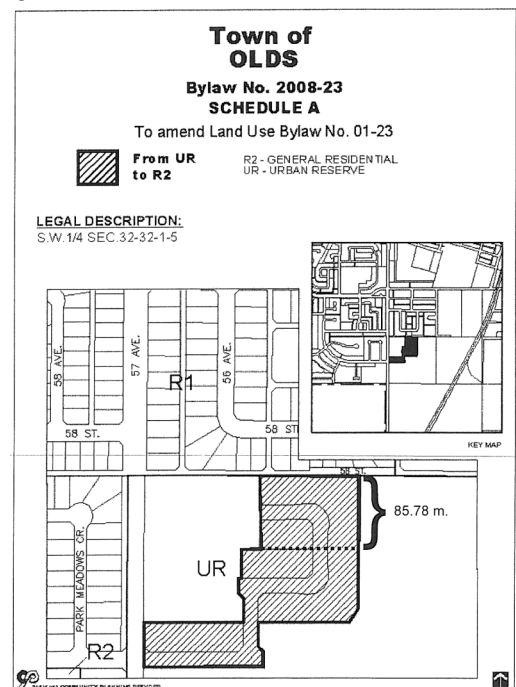 Town of
OLDS
Bylaw No. 2008-23
SCHEDULE A
To amend Land Use Bylaw No. 01-23
From UR
to R2
R2 - GENERAL RESIDENTIAL
UR - URBAN RESERVE
LEGAL DESCRIPTION:
S.W.1/4 SEC.32-32-1-5
58 AVE.
57 AVE.
56 AVE.
R1
58 ST.
58 ST
KEY MAP
58 ST.
85.78 m.
PARK MEADOWS CR.
UR
R2